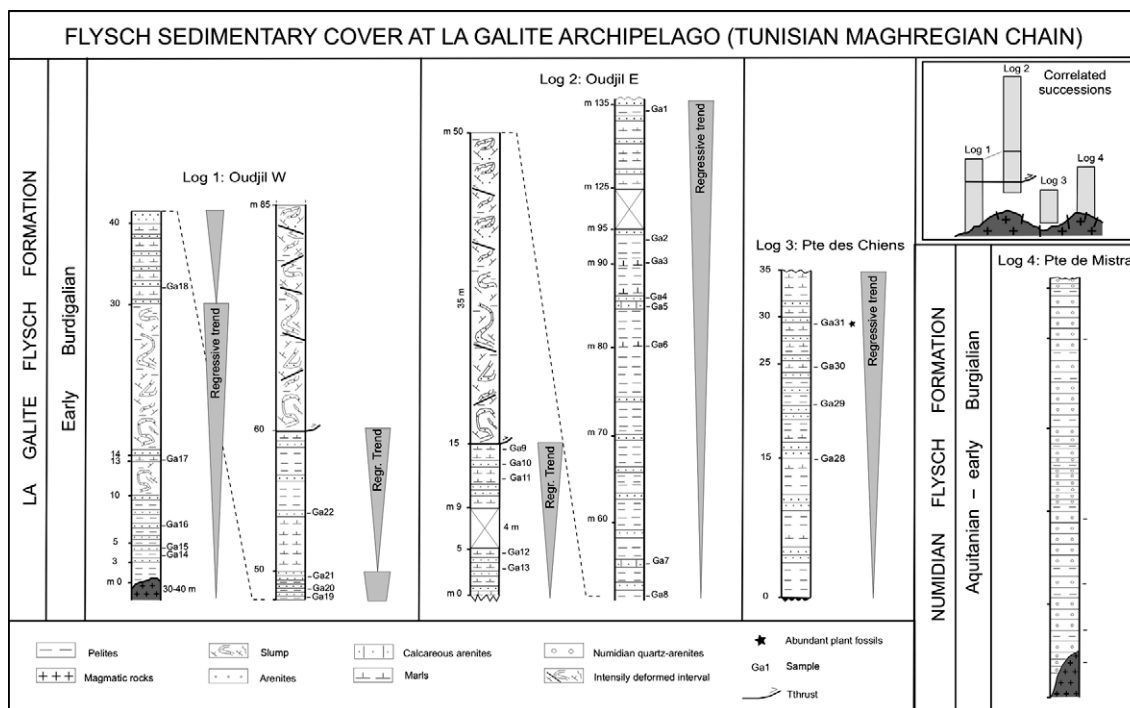 FLYSCH SEDIMENTARY COVER AT LA GALITE ARCHIPELAGO (TUNISIAN MAGHREGIAN CHAIN)
LA GALITE FLYSCH FORMATION
Early Burdigalian
Log 1: Oudjil W
40
30
14
13
10
5
3
m 0
Ga18
Ga17
Ga16
Ga15
Ga14
30-40 m
Regressive trend
m 85
60
50
Ga22
Ga21
Ga20
Ga19
Regr. Trend
Log 2: Oudjil E
m 50
35 m
15
m 9
4 m
5
m 0
Ga9
Ga10
Ga11
Ga12
Ga13
Regr. Trend
m 135
m 125
m 95
m 90
m 80
m 70
m 60
Ga1
Ga2
Ga3
Ga4
Ga5
Ga6
Ga7
Ga8
Regressive trend
Log 3: Pte des Chiens
35
30
25
15
0
Ga31
Ga30
Ga29
Ga28
Regressive trend
Correlated
successions
Log 2
Log 1
Log 4
Log 3
NUMIDIAN FLYSCH FORMATION
Aquitanian – early Burgialian
Log 4: Pte de Mistra
Pelites
Magmatic rocks
Slump
Arenites
Calcareous arenites
Marls
Numidian quartz-arenites
Intensily deformed interval
Abundant plant fossils
Ga1
Sample
Tthrust